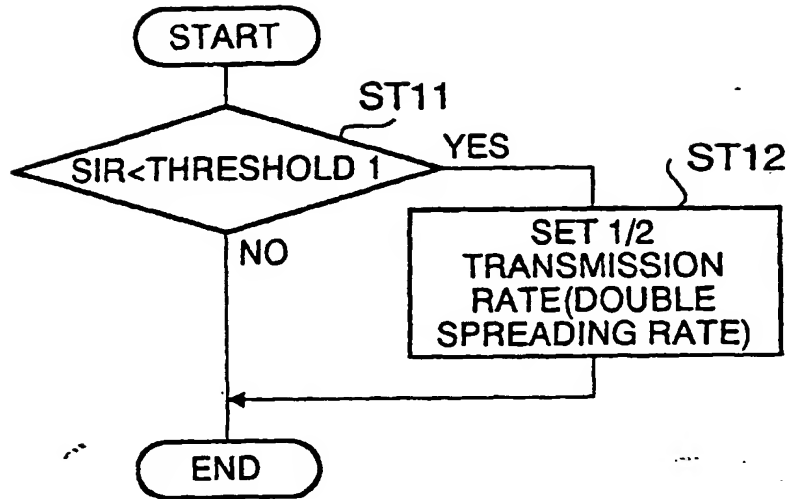 START
ST11
SIR<THRESHOLD 1
YES
ST12
SET 1/2
TRANSMISSION
RATE(DOUBLE
SPREADING RATE)
NO
END